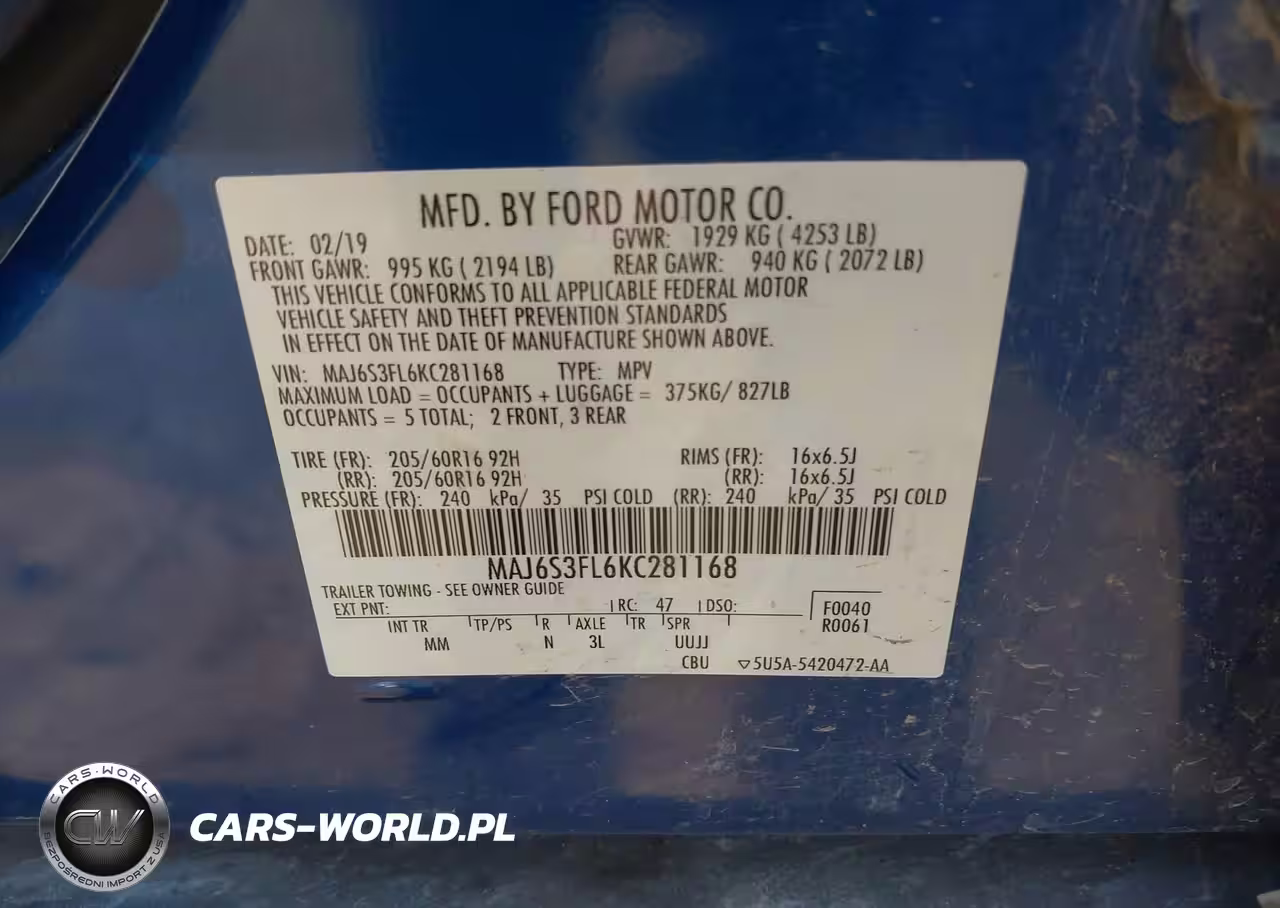 MFD. BY FORD MOTOR CO.
DATE: 02/19 GVWR: 1929 KG ( 4253 LB)
FRONT GAWR: 995 KG ( 2194 LB) REAR GAWR: 940 KG ( 2072 LB)
THIS VEHICLE CONFORMS TO ALL APPLICABLE FEDERAL MOTOR
VEHICLE SAFETY AND THEFT PREVENTION STANDARDS
IN EFFECT ON THE DATE OF MANUFACTURE SHOWN ABOVE.
VIN: MAJ6S3FL6KC281168 TYPE: MPV
MAXIMUM LOAD = OCCUPANTS + LUGGAGE = 375KG/ 827LB
OCCUPANTS = 5 TOTAL; 2 FRONT, 3 REAR
TIRE (FR): 205/60R16 92H RIMS (FR): 16x6.5J
(RR): 205/60R16 92H (RR): 16x6.5J
PRESSURE (FR): 240 kPa/ 35 PSI COLD (RR): 240 kPa/ 35 PSI COLD
MAJ6S3FL6KC281168
TRAILER TOWING - SEE OWNER GUIDE
EXT PNT: RC: 47 DSO: F0040
INT TR TP/PS R AXLE TR SPR R0061
MM N 3L UUJJ
CBU ▽5U5A-5420472-AA
CARS-WORLD
CW
BEZPOŚREDNI IMPORT Z USA
CARS-WORLD.PL